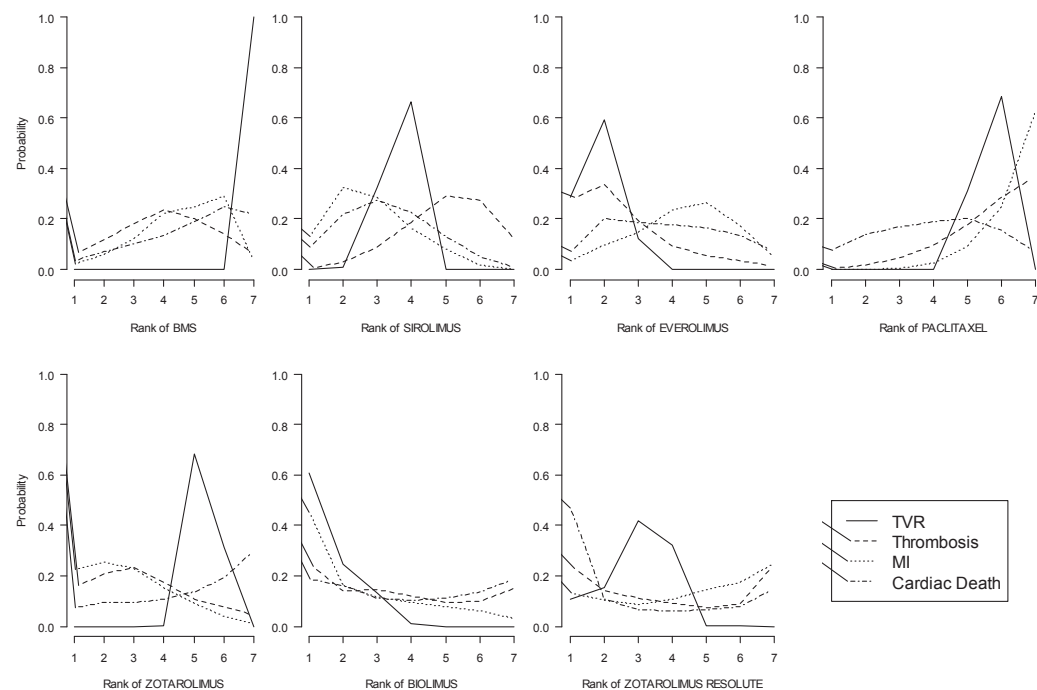 Probability
1.0
0.8
0.6
0.4
0.2
0.0
1 2 3 4 5 6 7
Rank of BMS
1.0
0.8
0.6
0.4
0.2
0.0
1 2 3 4 5 6 7
Rank of SIROLIMUS
1.0
0.8
0.6
0.4
0.2
0.0
1 2 3 4 5 6 7
Rank of EVEROLIMUS
1.0
0.8
0.6
0.4
0.2
0.0
1 2 3 4 5 6 7
Rank of PACLITAXEL
Probability
1.0
0.8
0.6
0.4
0.2
0.0
1 2 3 4 5 6 7
Rank of ZOTAROLIMUS
1.0
0.8
0.6
0.4
0.2
0.0
1 2 3 4 5 6 7
Rank of BIOLIMUS
1.0
0.8
0.6
0.4
0.2
0.0
1 2 3 4 5 6 7
Rank of ZOTAROLIMUS RESOLUTE
TVR
Thrombosis
MI
Cardiac Death